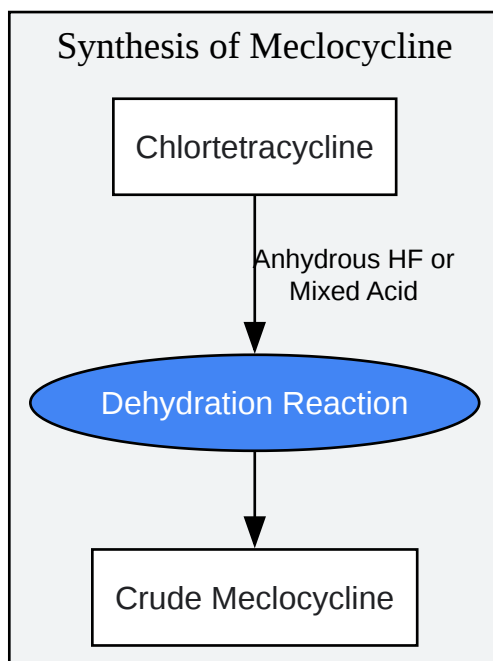 Synthesis of Meclocycline
Chlortetracycline
Anhydrous HF or
Mixed Acid
Dehydration Reaction
Crude Meclocycline